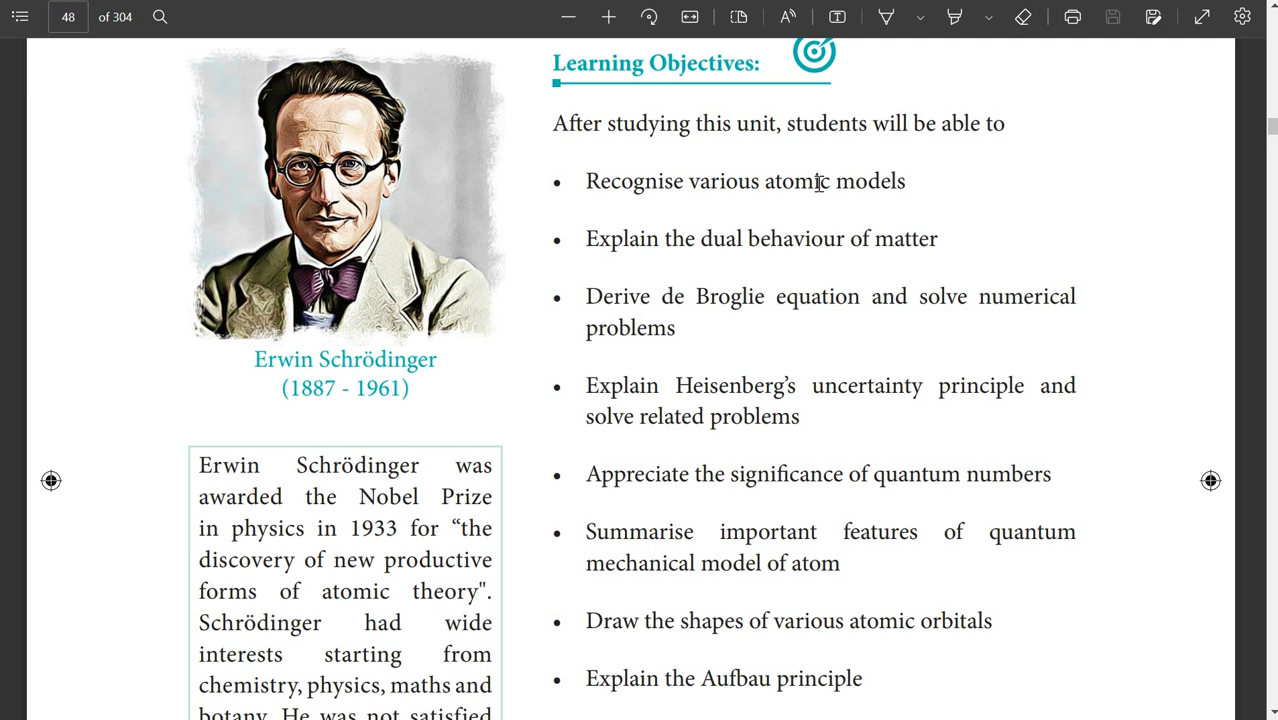 48 of 304
Learning Objectives:
After studying this unit, students will be able to
• Recognise various atomic models
• Explain the dual behaviour of matter
• Derive de Broglie equation and solve numerical
problems
• Explain Heisenberg’s uncertainty principle and
solve related problems
• Appreciate the significance of quantum numbers
• Summarise important features of quantum
mechanical model of atom
• Draw the shapes of various atomic orbitals
• Explain the Aufbau principle
Erwin Schrödinger
(1887 - 1961)
Erwin Schrödinger was
awarded the Nobel Prize
in physics in 1933 for “the
discovery of new productive
forms of atomic theory".
Schrödinger had wide
interests starting from
chemistry, physics, maths and
botany. He was not satisfied